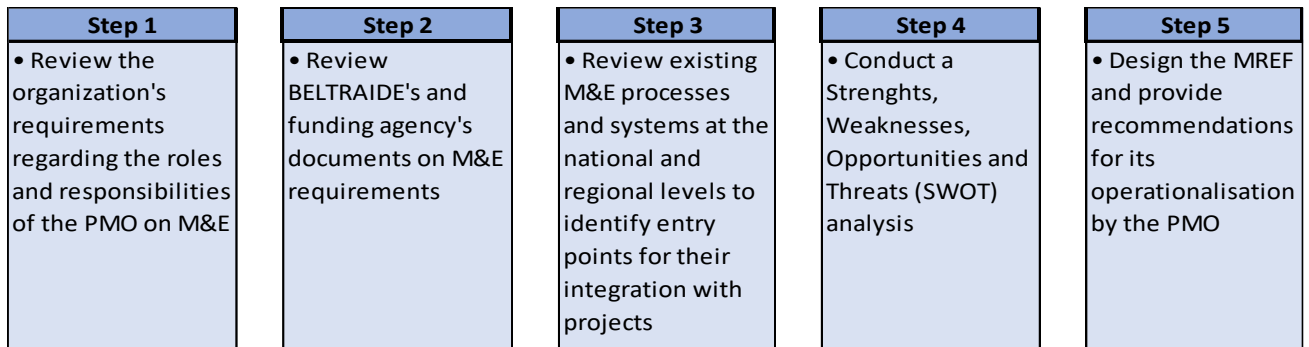 Step 1
• Review the
organization's
requirements
regarding the roles
and responsibilities
of the PMO on M&E
Step 2
• Review
BELTRAIDE's and
funding agency's
documents on M&E
requirements
Step 3
• Review existing
M&E processes
and systems at the
national and
regional levels to
identify entry
points for their
integration with
projects
Step 4
• Conduct a
Strenghts,
Weaknesses,
Opportunities and
Threats (SWOT)
analysis
Step 5
• Design the MREF
and provide
recommendations
for its
operationalisation
by the PMO